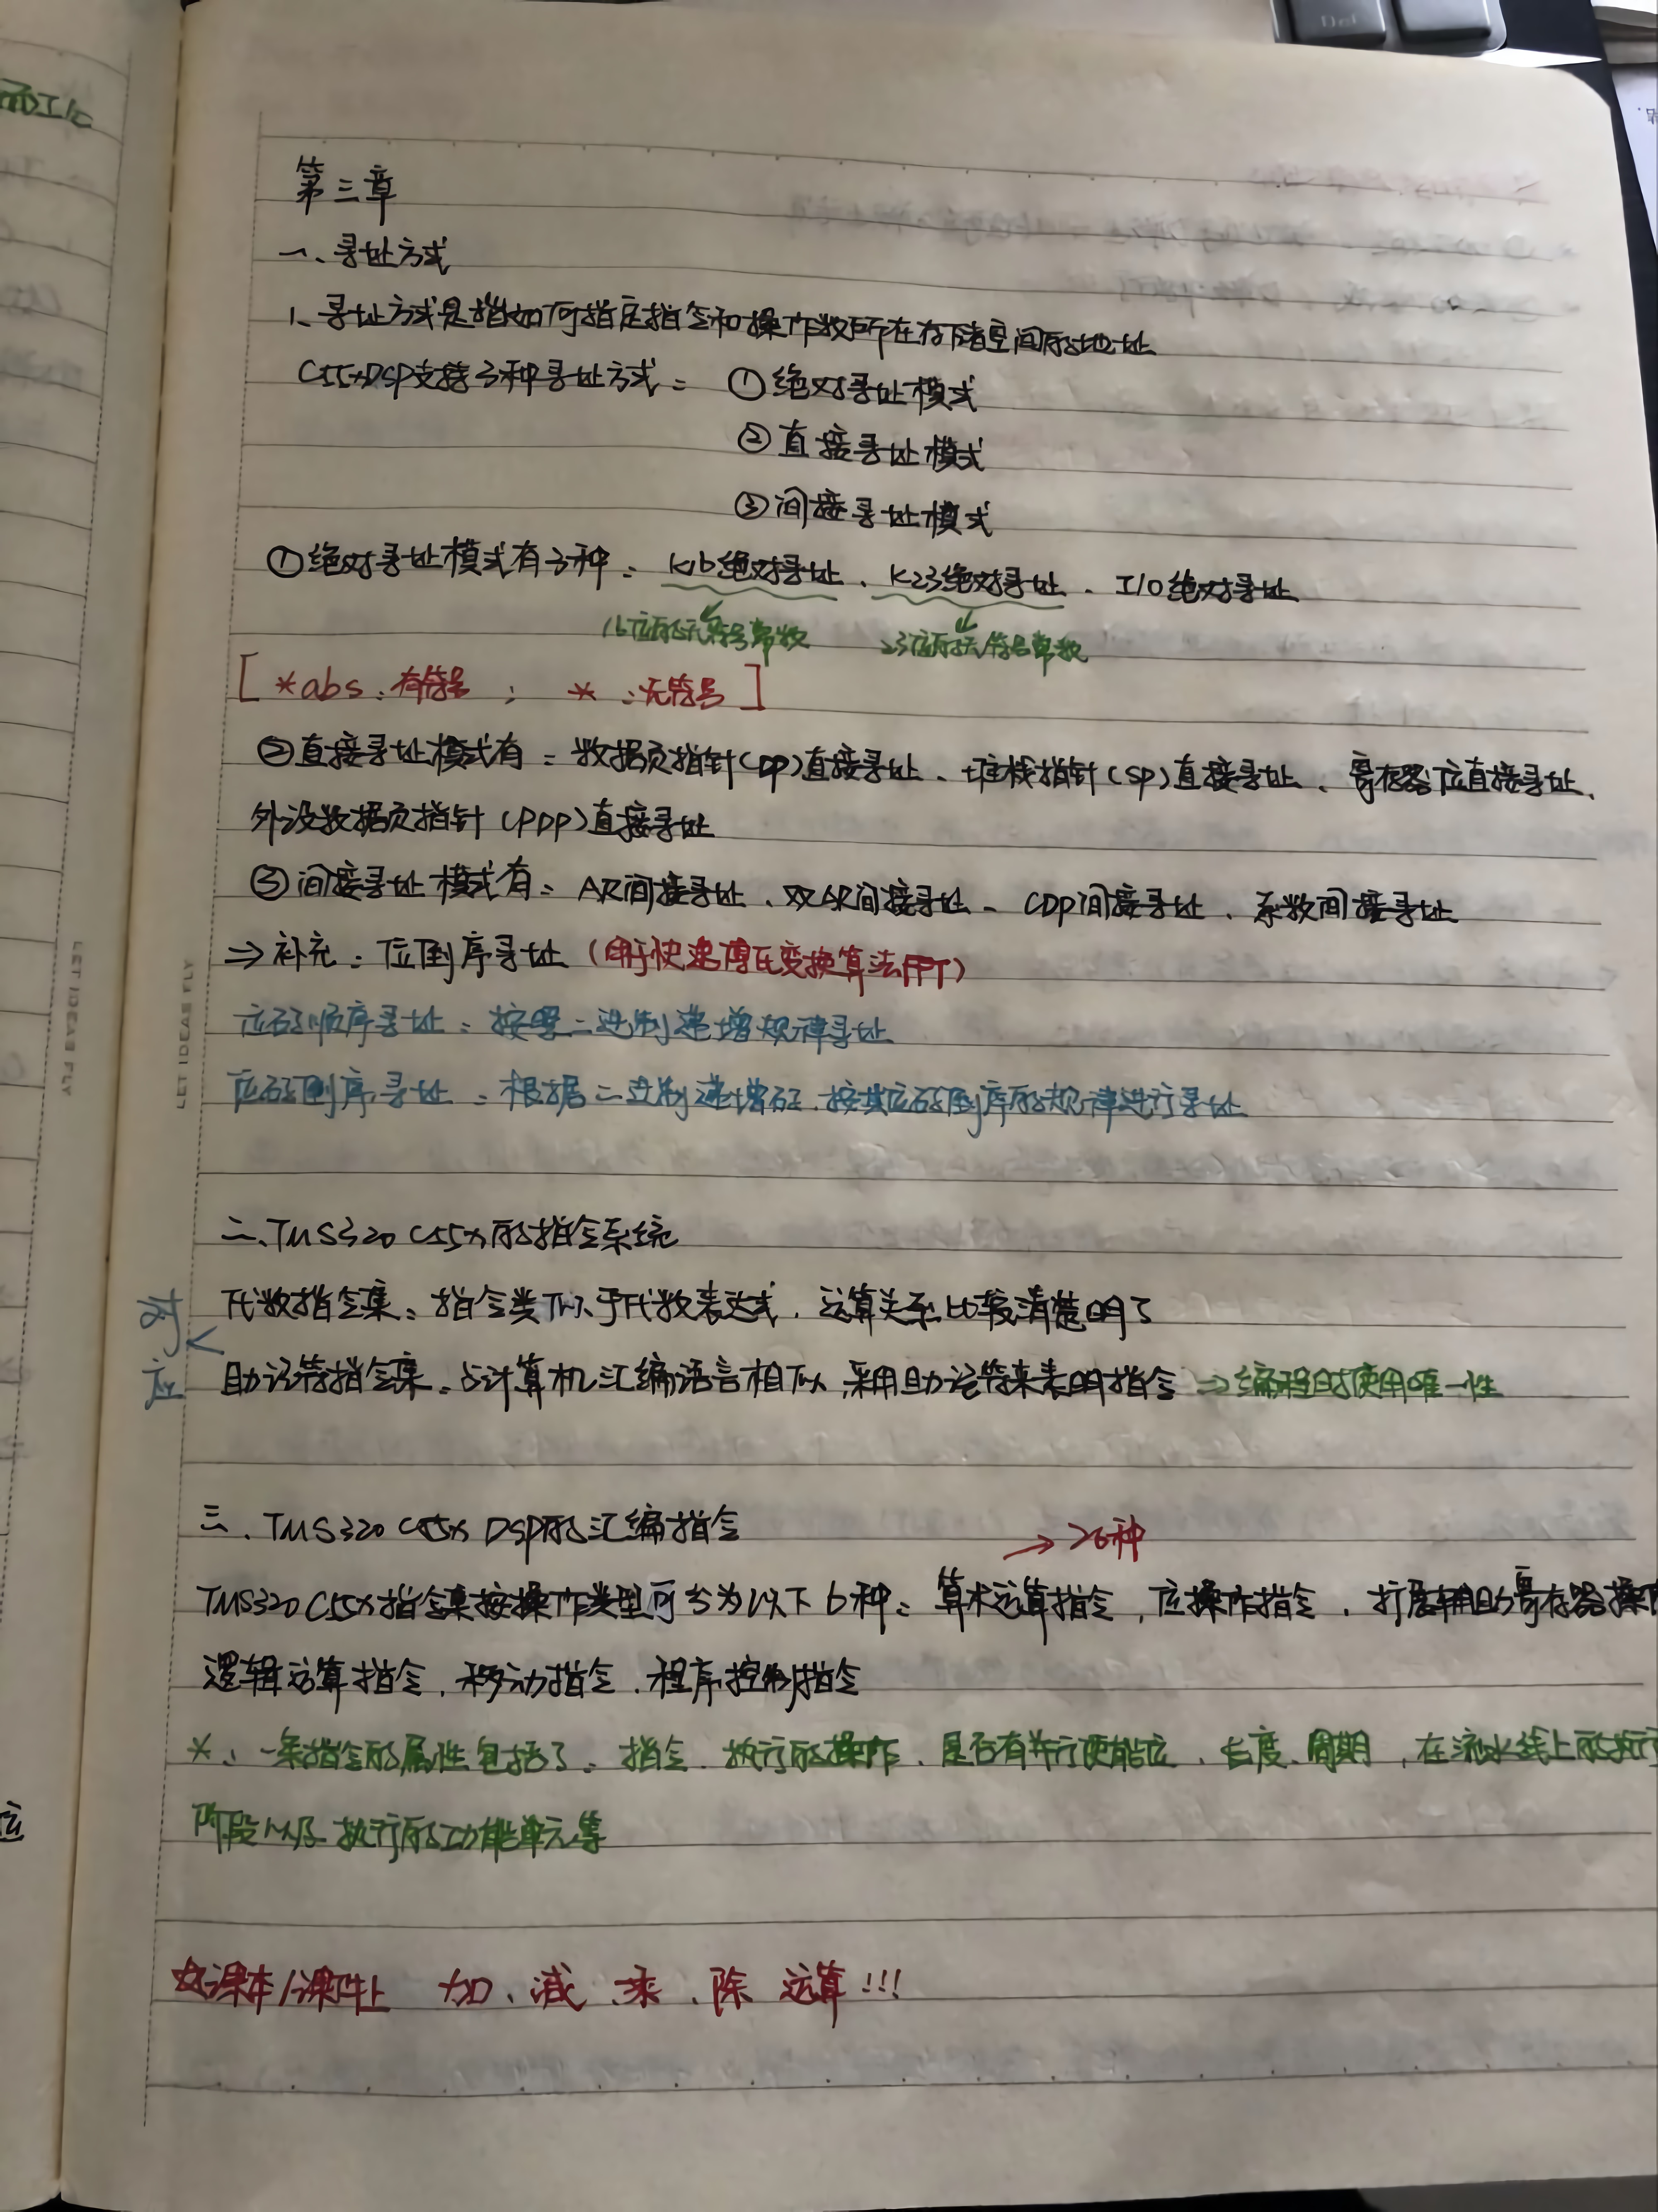 Del
第三章
一、寻址方式
1、寻址方式是指如何指定指令和操作数所在存储空间的地址
C55xDSP支持3种寻址方式: ①绝对寻址模式
②直接寻址模式
③间接寻址模式
①绝对寻址模式有3种: K16绝对寻址、K23绝对寻址、I/O绝对寻址
16位的无符号常数 23位的无符号常数
[*abs:有符号; *:无符号]
②直接寻址模式有:数据页指针(DP)直接寻址、堆栈指针(SP)直接寻址、寄存器位直接寻址、
外设数据页指针(PDP)直接寻址
③间接寻址模式有:AR间接寻址、双AR间接寻址、CDP间接寻址、系数间接寻址
⇒补充:位倒序寻址(用于快速傅氏变换算法FFT)
位码顺序寻址:按照二进制递增规律寻址
位码倒序寻址:根据二进制递增码,按其位码倒序的规律进行寻址
二、TMS320C55x的指令系统
代数指令集:指令类似于代数表达式,运算关系比较清楚明了
对应
助记符指令集:与计算机汇编语言相似,采用助记符来表明指令 ⇒编程时使用唯一性
三、TMS320C55x DSP的汇编指令
→ >6种
TMS320C55x指令集按操作类型可分为以下6种:算术运算指令,位操作指令,扩展辅助寄存器操作
逻辑运算指令,移动指令,程序控制指令
*、一条指令的属性包括了:指令,执行的操作,是否有并行使能位,长度、周期,在流水线上的执行
阶段以及执行的功能单元等
☆课本/课件上 加、减、乘、除 运算!!!
LET IDEAS FLY
LET IDEAS FLY